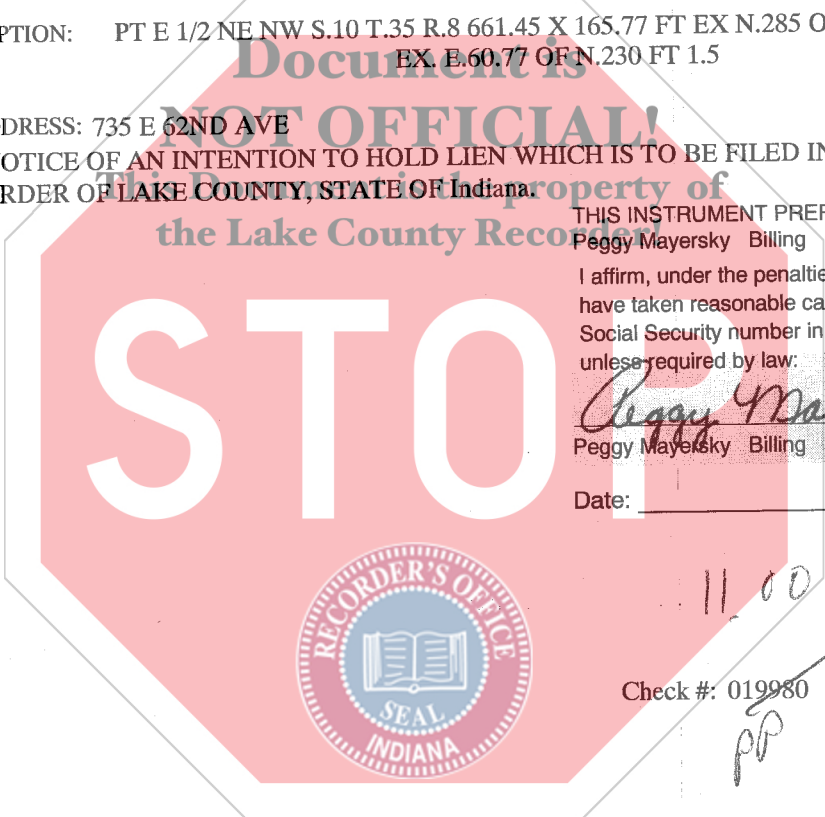 PTION: PT E 1/2 NE NW S.10 T.35 R.8 661.45 X 165.77 FT EX N.285 O
EX. E.60.77 OF N.230 FT 1.5
Document is
NOT OFFICIAL!
This Document is the property of
the Lake County Recorder!
DRESS: 735 E 62ND AVE
OTICE OF AN INTENTION TO HOLD LIEN WHICH IS TO BE FILED IN
RDER OF LAKE COUNTY, STATE OF Indiana.
THIS INSTRUMENT PREP
Peggy Mayersky Billing
I affirm, under the penaltie
have taken reasonable ca
Social Security number in
unless required by law:
Peggy Ma
Peggy Mayersky Billing
Date:
STOP
11.00
RECORDER'S OFFICE
SEAL
INDIANA
Check #: 019980
PP